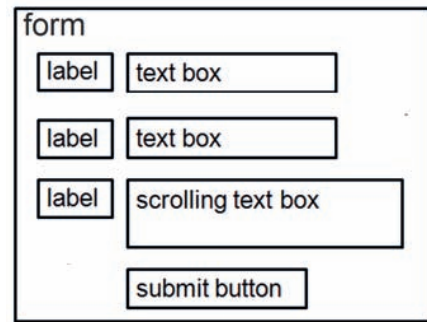 form
label text box
label text box
label scrolling text box
submit button